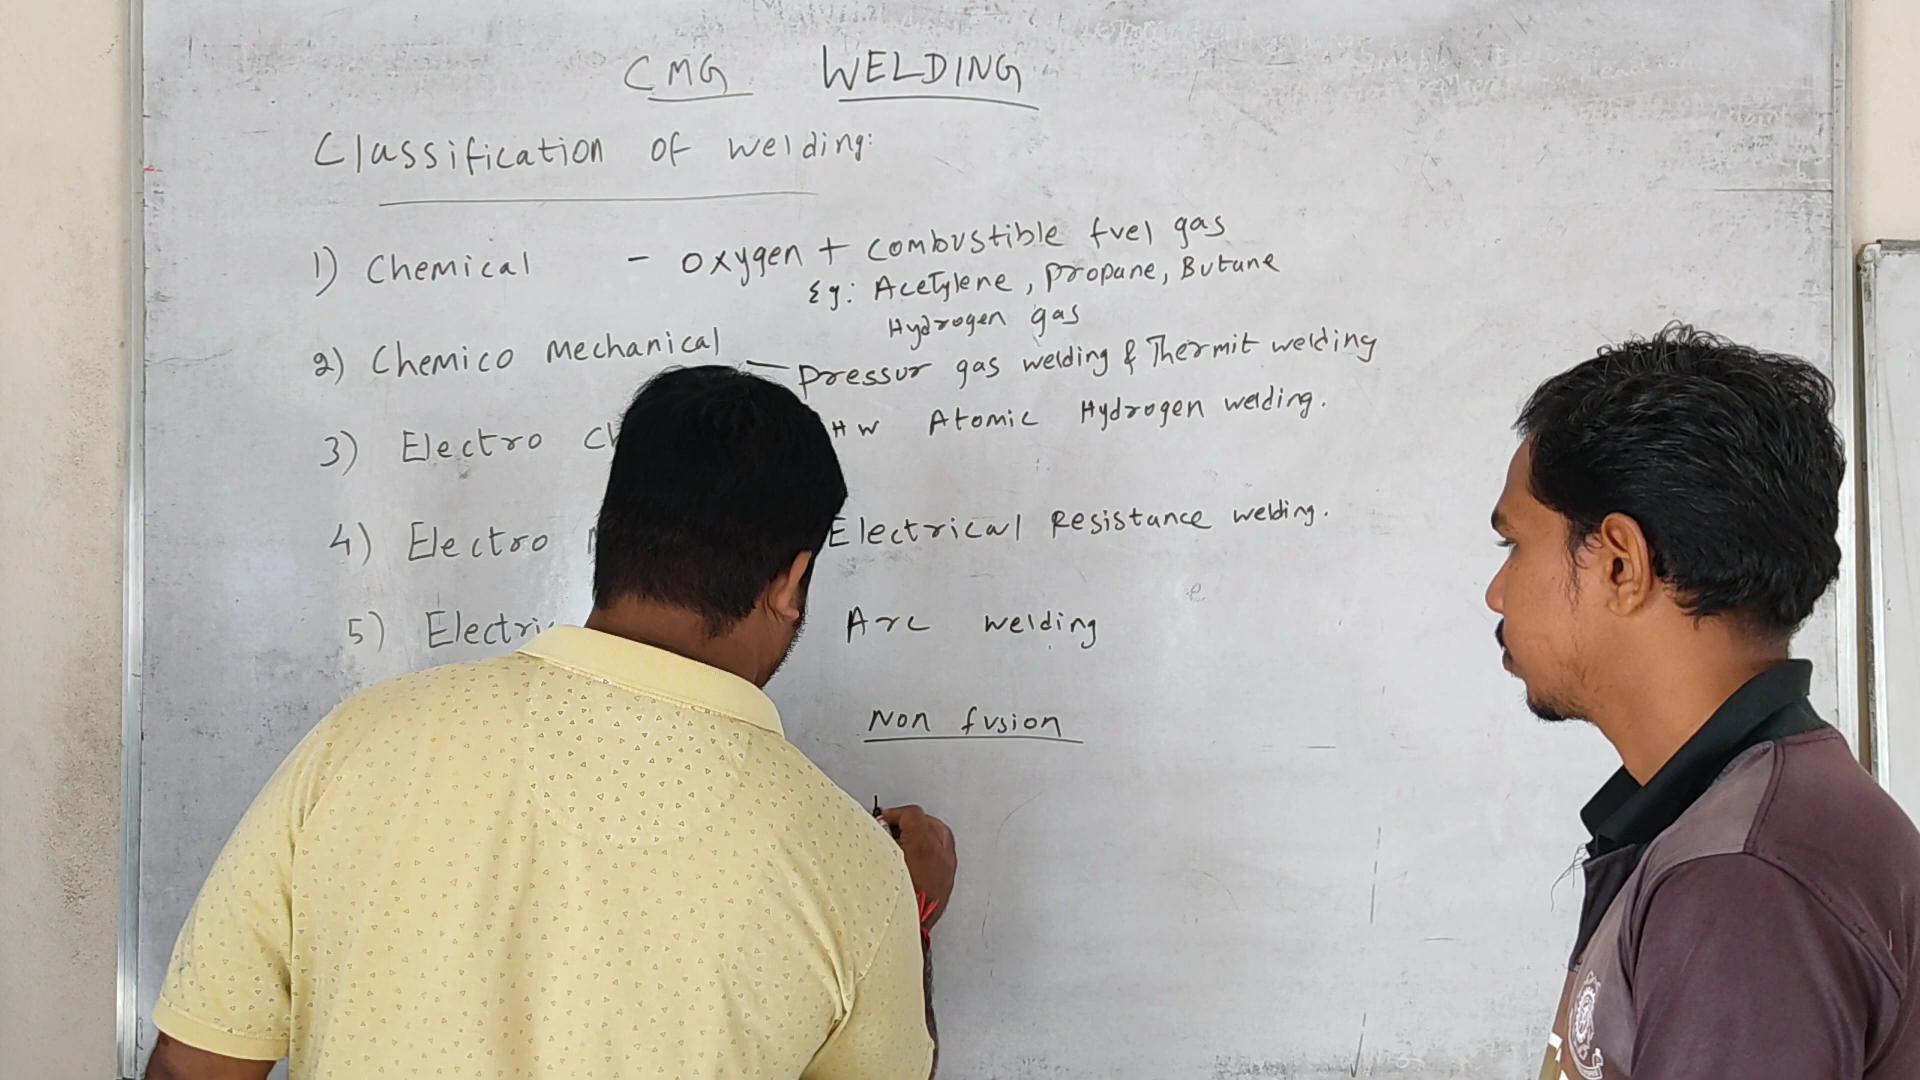 CMG WELDING
Classification of welding:
1) Chemical - Oxygen + combustible fuel gas
Eg: Acetylene, Propane, Butane
Hydrogen gas
2) Chemico Mechanical - Pressur gas welding & Thermit welding
3) Electro HW Atomic Hydrogen welding.
4) Electro Electrical Resistance welding.
5) Arc welding
Non fusion